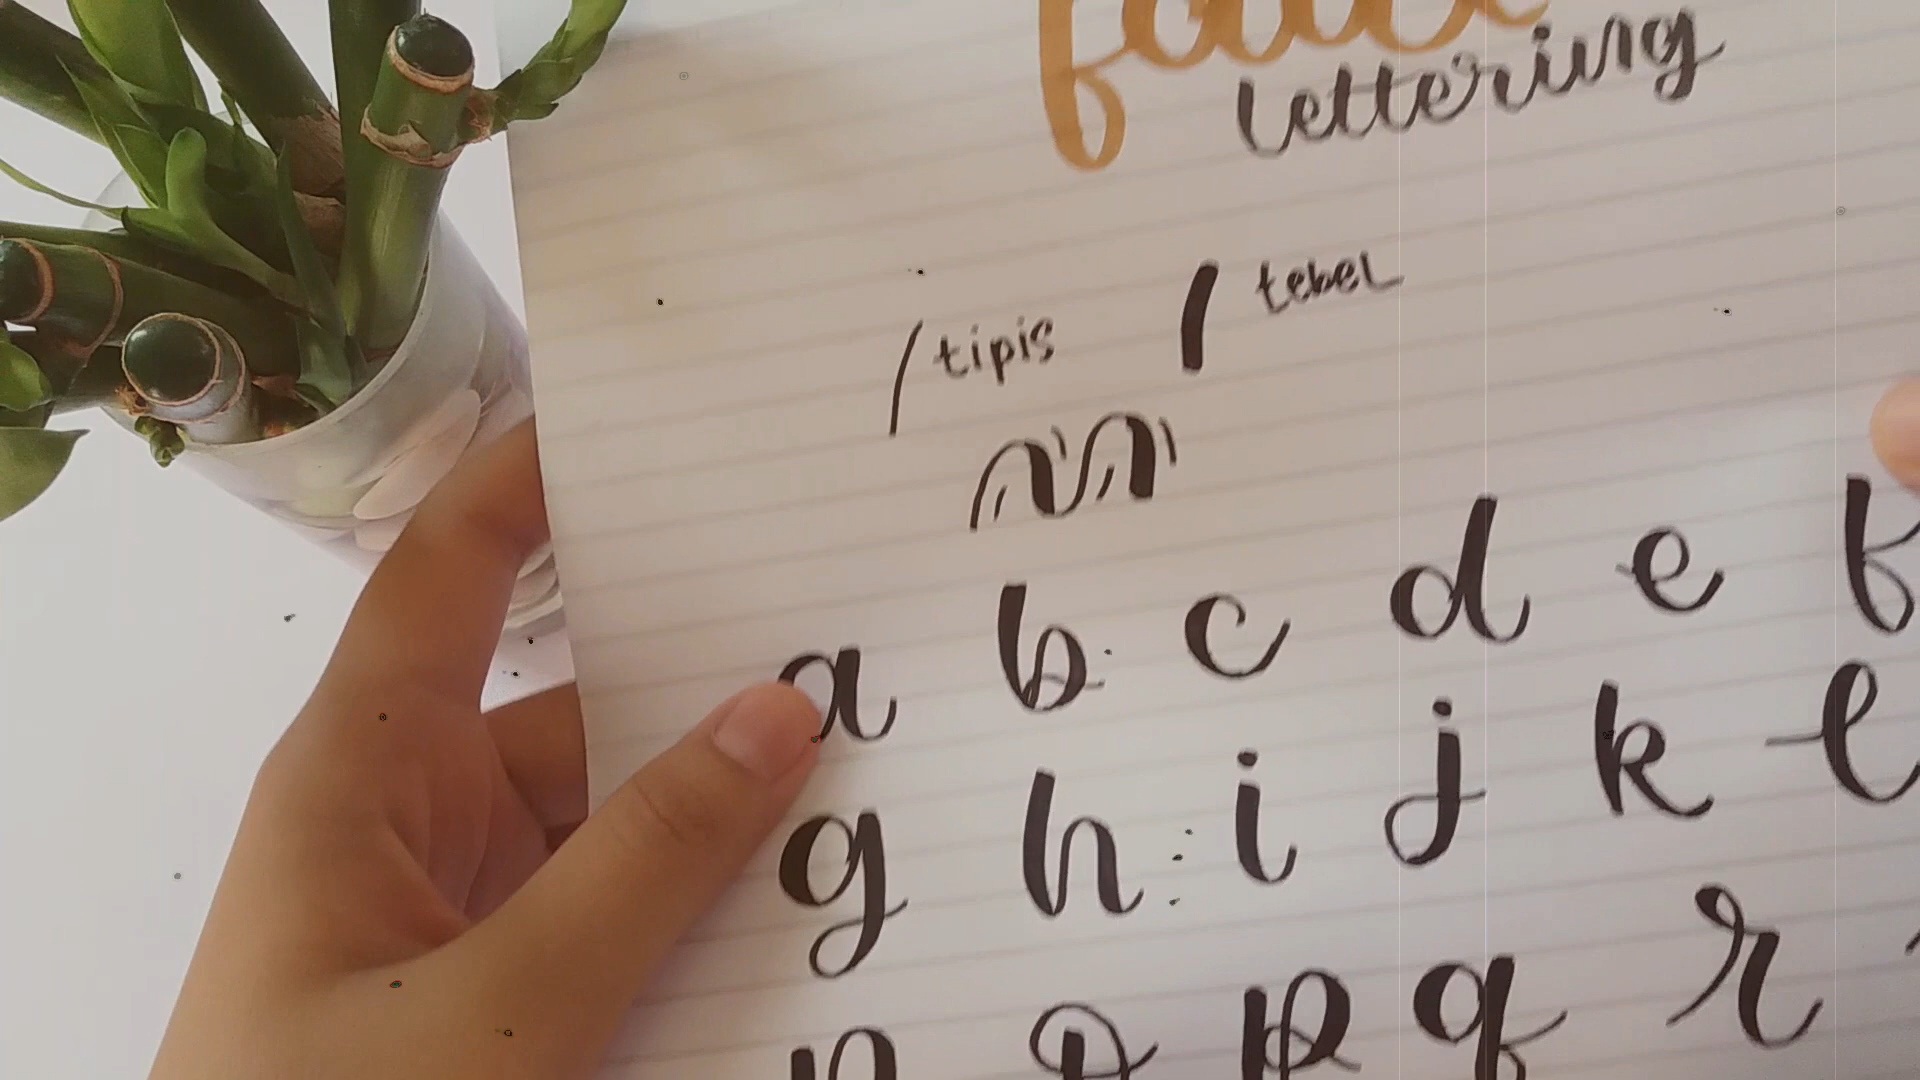 lettering
tipis tebel
a b c d e f
g h i j k l
n o p q r